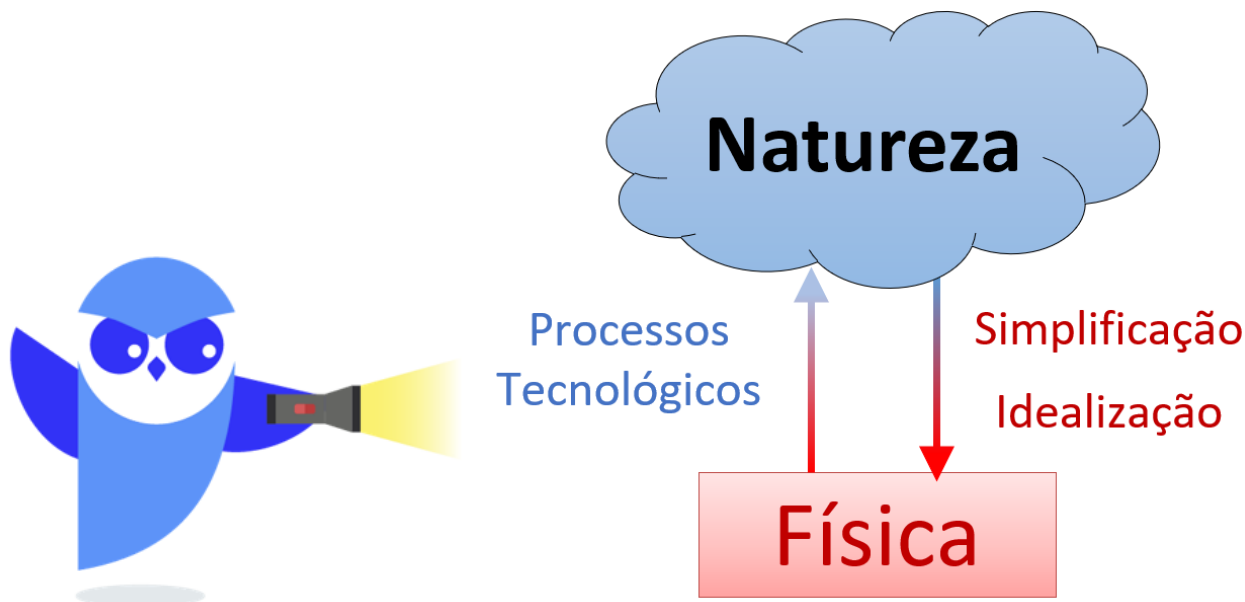 Natureza
Processos
Tecnológicos
Simplificação
Idealização
Física